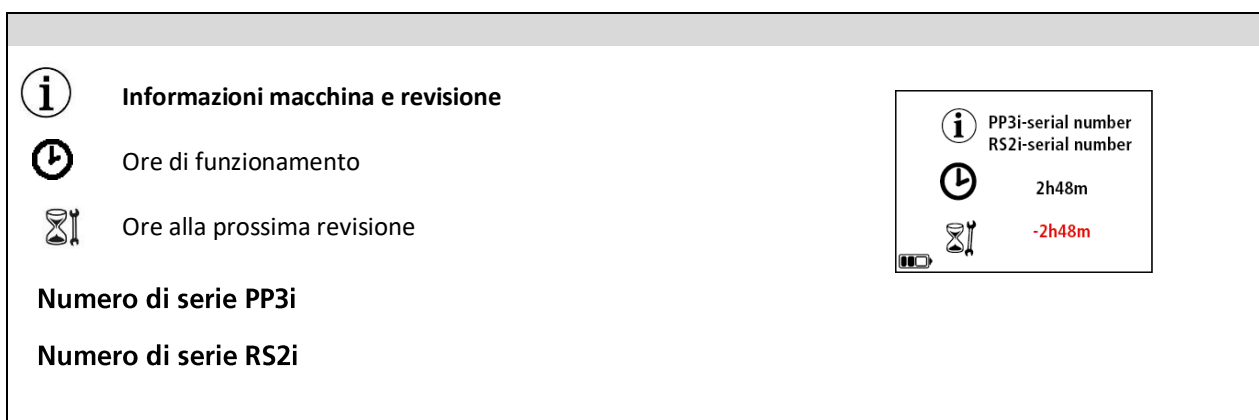 Informazioni macchina e revisione
Ore di funzionamento
Ore alla prossima revisione
Numero di serie PP3i
Numero di serie RS2i
PP3i-serial number
RS2i-serial number
2h48m
-2h48m